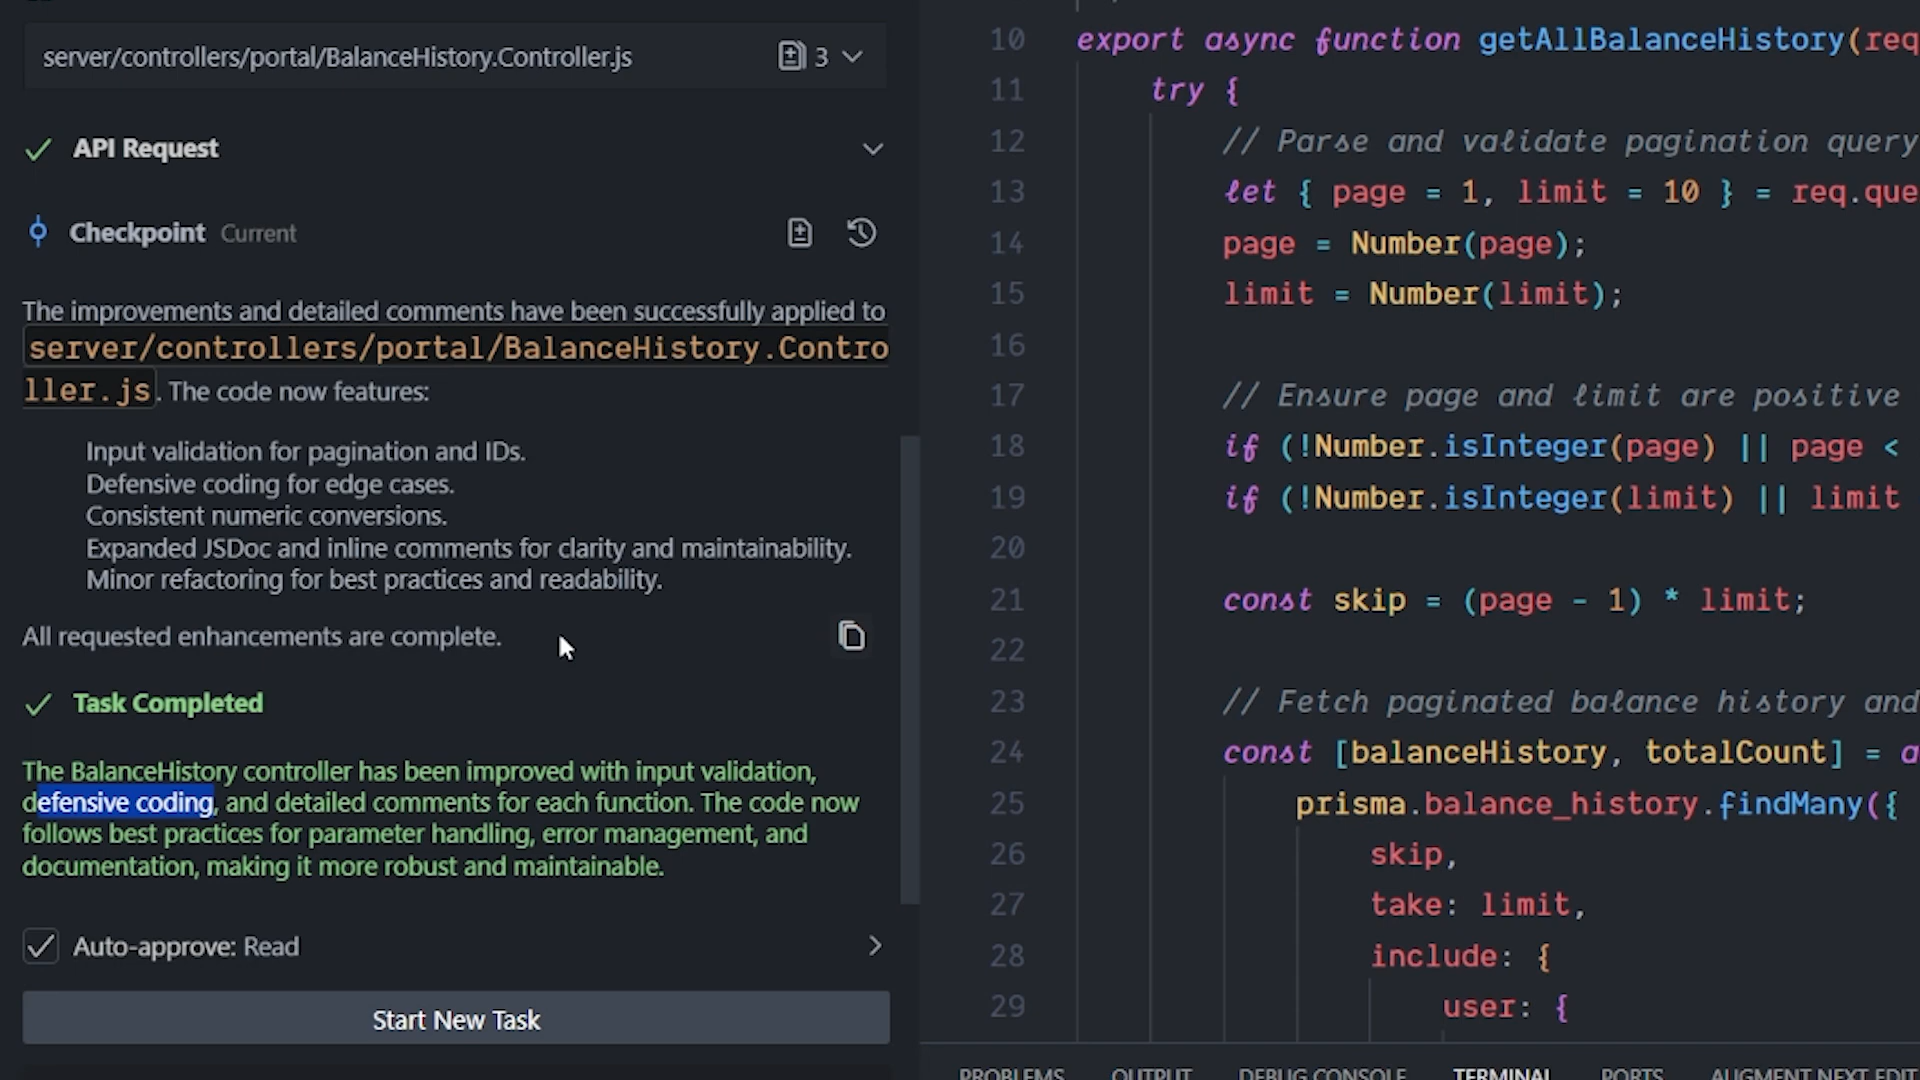 server/controllers/portal/BalanceHistory.Controller.js 3
API Request
Checkpoint Current
The improvements and detailed comments have been successfully applied to
server/controllers/portal/BalanceHistory.Contro
ller.js. The code now features:
Input validation for pagination and IDs.
Defensive coding for edge cases.
Consistent numeric conversions.
Expanded JSDoc and inline comments for clarity and maintainability.
Minor refactoring for best practices and readability.
All requested enhancements are complete.
Task Completed
The BalanceHistory controller has been improved with input validation,
defensive coding, and detailed comments for each function. The code now
follows best practices for parameter handling, error management, and
documentation, making it more robust and maintainable.
Auto-approve: Read
Start New Task
10 export async function getAllBalanceHistory(req
11 try {
12 // Parse and validate pagination query
13 let { page = 1, limit = 10 } = req.que
14 page = Number(page);
15 limit = Number(limit);
16
17 // Ensure page and limit are positive
18 if (!Number.isInteger(page) || page <
19 if (!Number.isInteger(limit) || limit
20
21 const skip = (page - 1) * limit;
22
23 // Fetch paginated balance history and
24 const [balanceHistory, totalCount] = a
25 prisma.balance_history.findMany({
26 skip,
27 take: limit,
28 include: {
29 user: {
PROBLEMS OUTPUT DEBUG CONSOLE TERMINAL PORTS AUGMENT NEXT EDIT